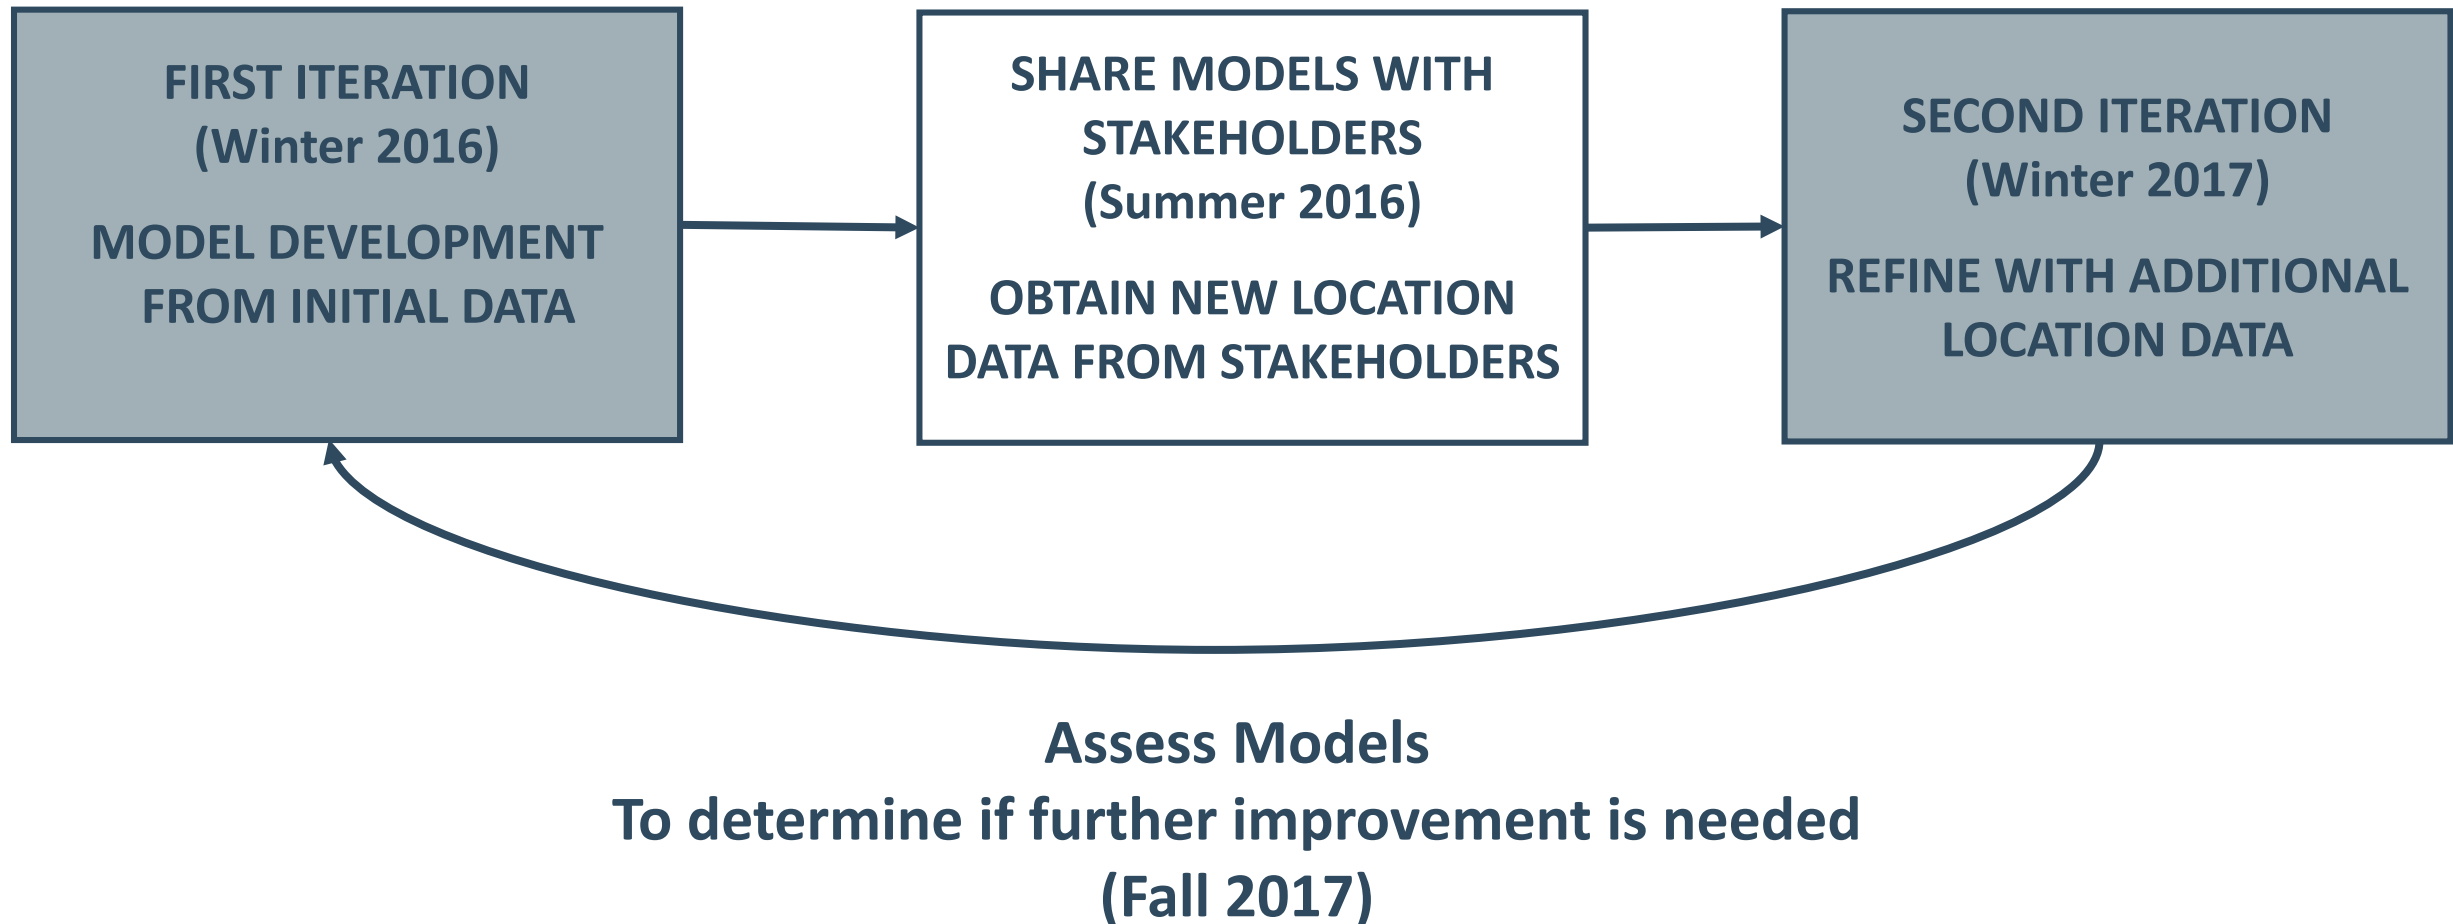 FIRST ITERATION
(Winter 2016)
MODEL DEVELOPMENT
FROM INITIAL DATA
SHARE MODELS WITH
STAKEHOLDERS
(Summer 2016)
OBTAIN NEW LOCATION
DATA FROM STAKEHOLDERS
SECOND ITERATION
(Winter 2017)
REFINE WITH ADDITIONAL
LOCATION DATA
Assess Models
To determine if further improvement is needed
(Fall 2017)